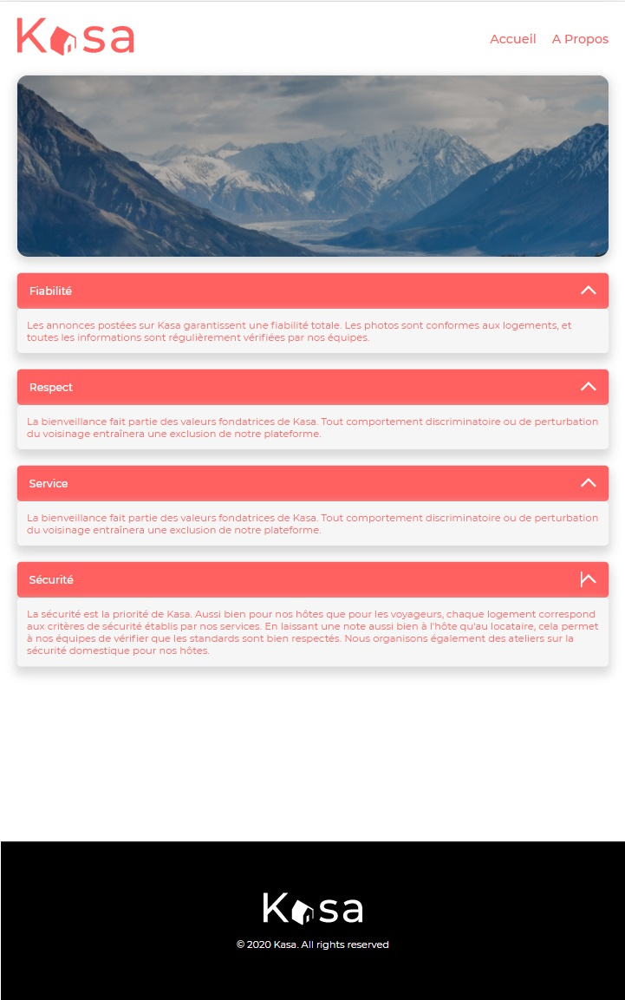 Kasa
Accueil A Propos
Fiabilité
Les annonces postées sur Kasa garantissent une fiabilité totale. Les photos sont conformes aux logements, et
toutes les informations sont régulièrement vérifiées par nos équipes.
Respect
La bienveillance fait partie des valeurs fondatrices de Kasa. Tout comportement discriminatoire ou de perturbation
du voisinage entraînera une exclusion de notre plateforme.
Service
La bienveillance fait partie des valeurs fondatrices de Kasa. Tout comportement discriminatoire ou de perturbation
du voisinage entraînera une exclusion de notre plateforme.
Sécurité
La sécurité est la priorité de Kasa. Aussi bien pour nos hôtes que pour les voyageurs, chaque logement correspond
aux critères de sécurité établis par nos services. En laissant une note aussi bien à l'hôte qu'au locataire, cela permet
à nos équipes de vérifier que les standards sont bien respectés. Nous organisons également des ateliers sur la
sécurité domestique pour nos hôtes.
Kasa
© 2020 Kasa. All rights reserved